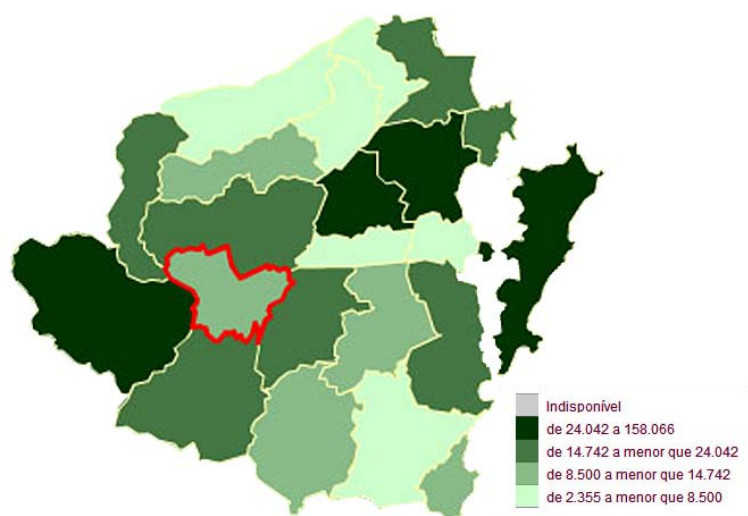 Indisponível
de 24.042 a 158.066
de 14.742 a menor que 24.042
de 8.500 a menor que 14.742
de 2.355 a menor que 8.500